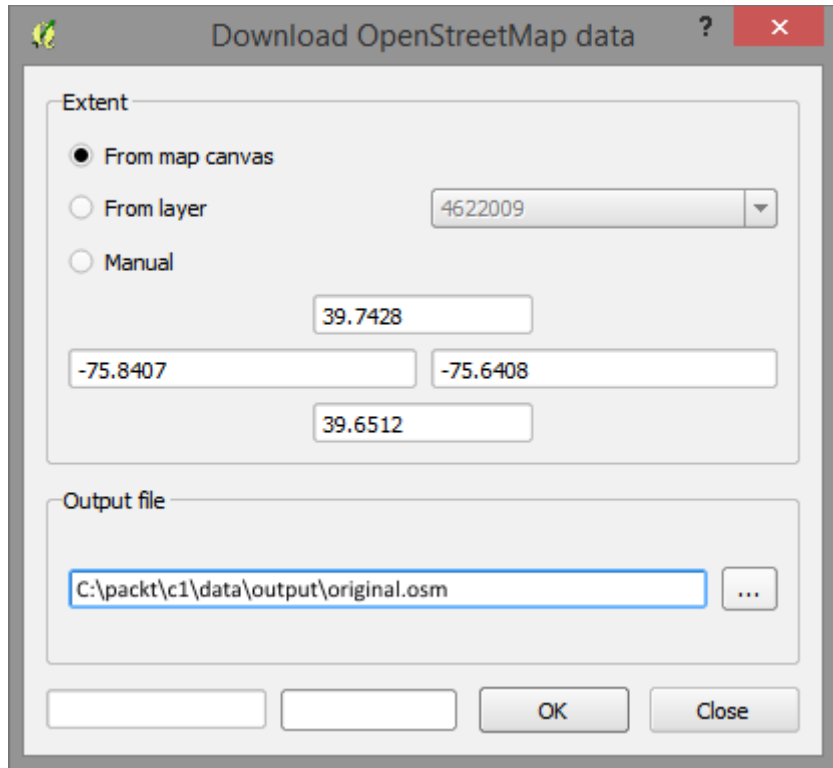 Download OpenStreetMap data ? ×
Extent
From map canvas
From layer 4622009
Manual
39.7428
-75.8407 -75.6408
39.6512
Output file
C:\packt\c1\data\output\original.osm ...
OK Close